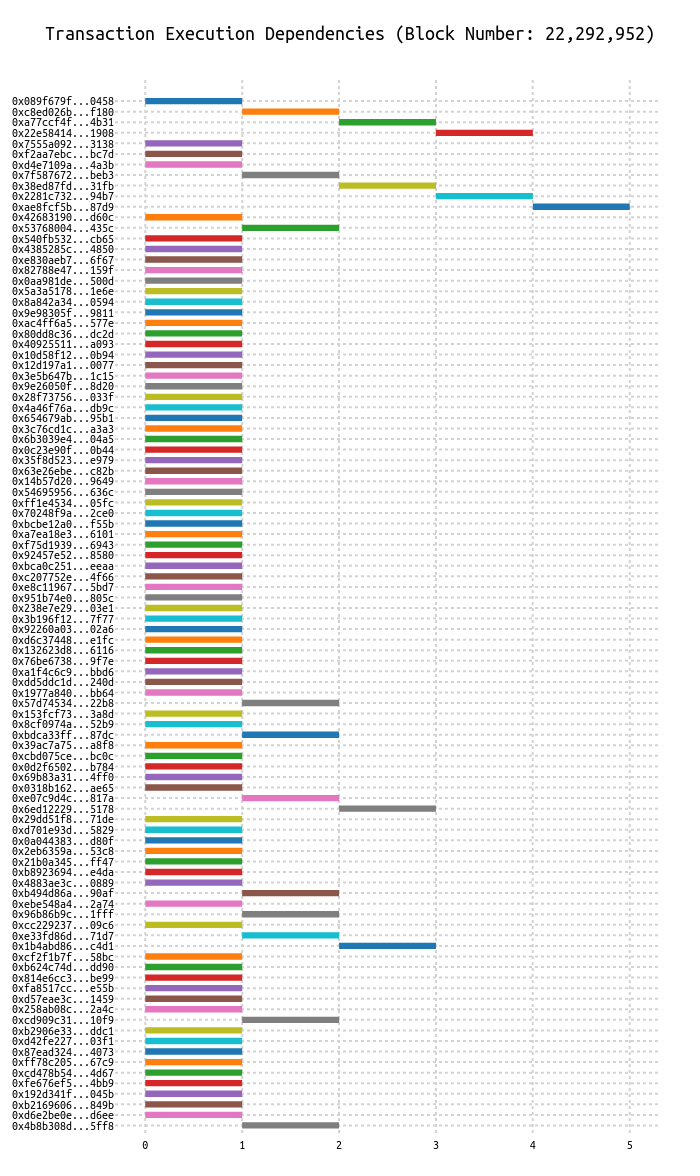 Transaction Execution Dependencies (Block Number: 22,292,952)
0x089f679f...0458
0xc8ed026b...f180
0xa77ccf4f...4b31
0x22e58414...1908
0x7555a092...3138
0xf2aa7ebc...bc7d
0xd4e7109a...4a3b
0x7f587672...beb3
0x38ed87fd...31fb
0x2281c732...94b7
0xae8fcf5b...87d9
0x42683190...d60c
0x53768004...435c
0x540fb532...cb65
0x4385285c...4850
0xe830aeb7...6f67
0x82788e47...159f
0x0aa981de...500d
0x5a3a5178...1e6e
0x8a842a34...0594
0x9e98305f...9811
0xac4ff6a5...577e
0x80dd8c36...dc2d
0x40925511...a093
0x10d58f12...0b94
0x12d197a1...0077
0x3e5b647b...1c15
0x9e26050f...8d20
0x28f73756...033f
0x4a46f76a...db9c
0x654679ab...95b1
0x3c76cd1c...a3a3
0x6b3039e4...04a5
0x0c23e90f...0b44
0x35f8d523...e979
0x63e26ebe...c82b
0x14b57d20...9649
0x54695956...636c
0xff1e4534...05fc
0x70248f9a...2ce0
0xbcbe12a0...f55b
0xa7ea18e3...6101
0xf75d1939...6943
0x92457e52...8580
0xbca0c251...eeaa
0xc207752e...4f66
0xe8c11967...5bd7
0x951b74e0...805c
0x238e7e29...03e1
0x3b196f12...7f77
0x92260a03...02a6
0xd6c37448...e1fc
0x132623d8...6116
0x76be6738...9f7e
0xa1f4c6c9...bbd6
0xdd5ddc1d...240d
0x1977a840...bb64
0x57d74534...22b8
0x153fcf73...3a8d
0x8cf0974a...52b9
0xbdca33ff...87dc
0x39ac7a75...a8f8
0xcbd075ce...bc0c
0x0d2f6502...b784
0x69b83a31...4ff0
0x0318b162...ae65
0xe07c9d4c...817a
0x6ed12229...5178
0x29dd51f8...71de
0xd701e93d...5829
0x0a044383...d80f
0x2eb6359a...53c8
0x21b0a345...ff47
0xb8923694...e4da
0x4883ae3c...0889
0xb494d86a...90af
0xebe548a4...2a74
0x96b86b9c...1fff
0xcc229237...09c6
0xe33fd86d...71d7
0x1b4abd86...c4d1
0xcf2f1b7f...58bc
0xb624c74d...dd90
0x814e6cc3...be99
0xfa8517cc...e55b
0xd57eae3c...1459
0x258ab08c...2a4c
0xcd909c31...10f9
0xb2906e33...ddc1
0xd42fe227...03f1
0x87ead324...4073
0xff78c205...67c9
0xcd478b54...4d67
0xfe676ef5...4bb9
0x192d341f...045b
0xb2169606...849b
0xd6e2be0e...d6ee
0x4b8b308d...5ff8
0 1 2 3 4 5